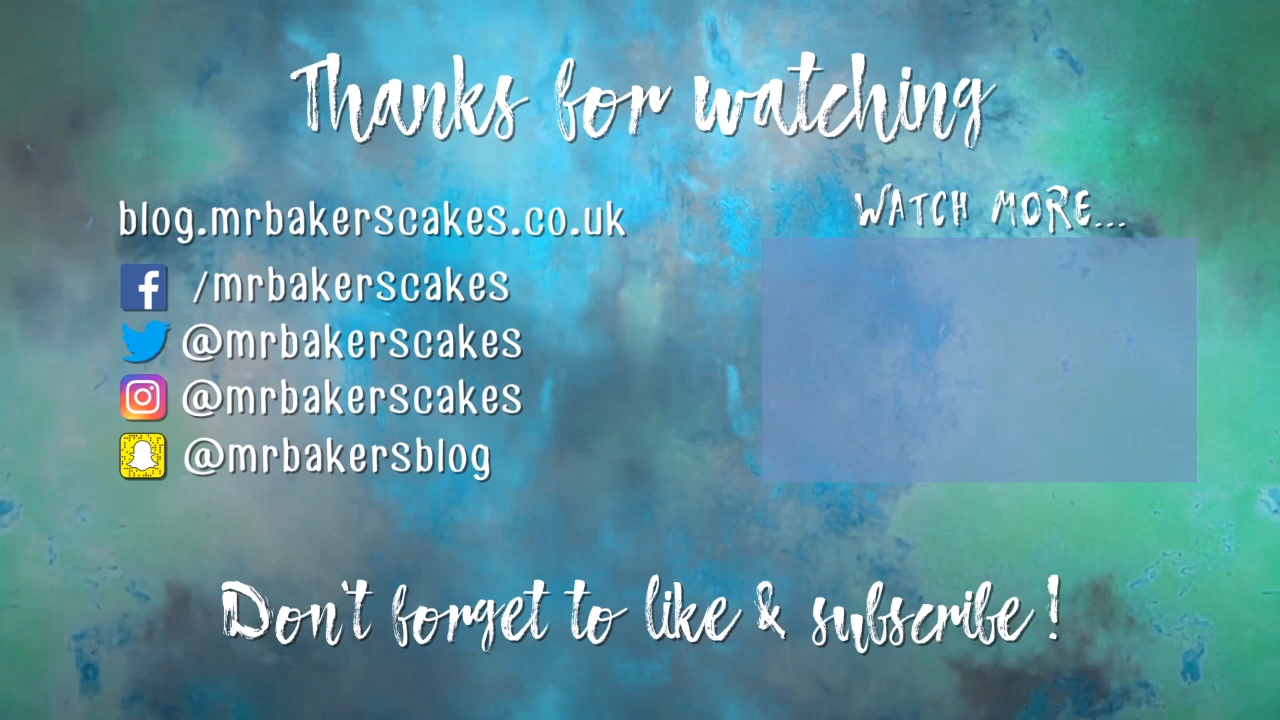 Thanks for watching
blog.mrbakerscakes.co.uk
/mrbakerscakes
@mrbakerscakes
@mrbakerscakes
@mrbakersblog
WATCH MORE...
Don't forget to like & subscribe!